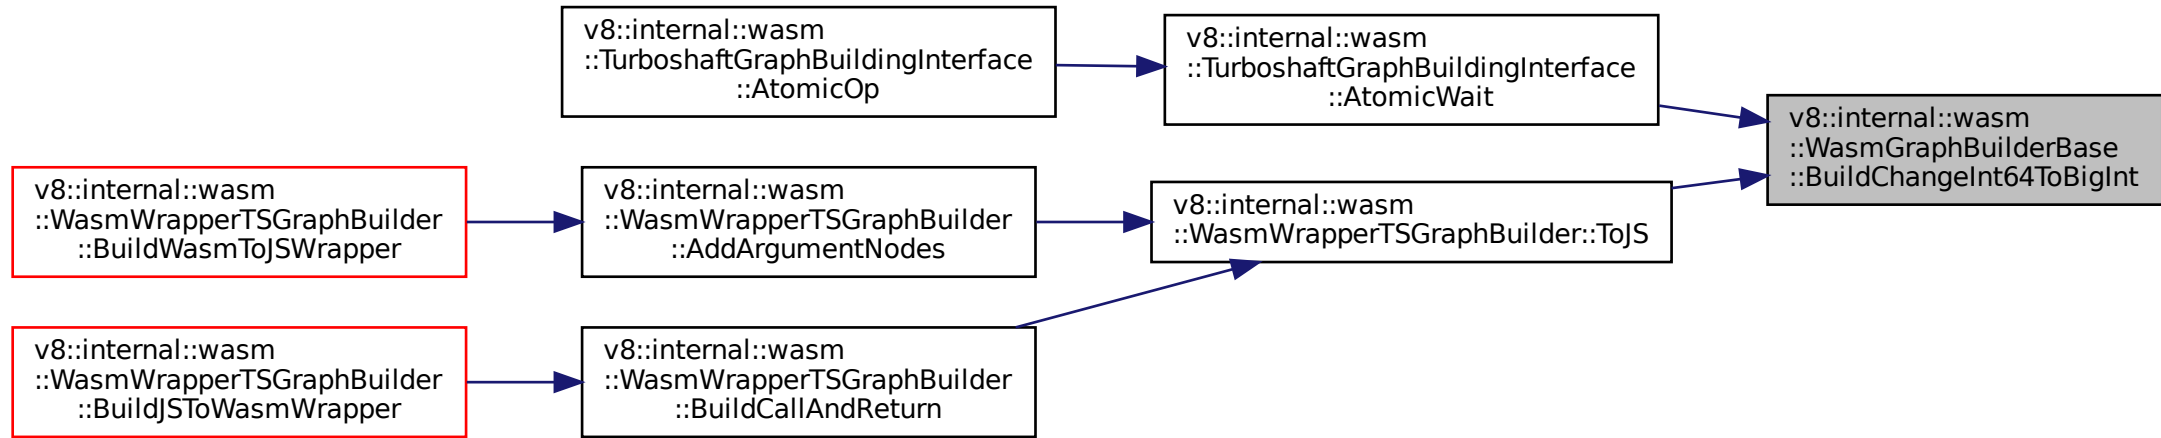 v8::internal::wasm
::TurboshaftGraphBuildingInterface
::AtomicOp
v8::internal::wasm
::TurboshaftGraphBuildingInterface
::AtomicWait
v8::internal::wasm
::WasmGraphBuilderBase
::BuildChangeInt64ToBigInt
v8::internal::wasm
::WasmWrapperTSGraphBuilder
::BuildWasmToJSWrapper
v8::internal::wasm
::WasmWrapperTSGraphBuilder
::AddArgumentNodes
v8::internal::wasm
::WasmWrapperTSGraphBuilder::ToJS
v8::internal::wasm
::WasmWrapperTSGraphBuilder
::BuildJSToWasmWrapper
v8::internal::wasm
::WasmWrapperTSGraphBuilder
::BuildCallAndReturn